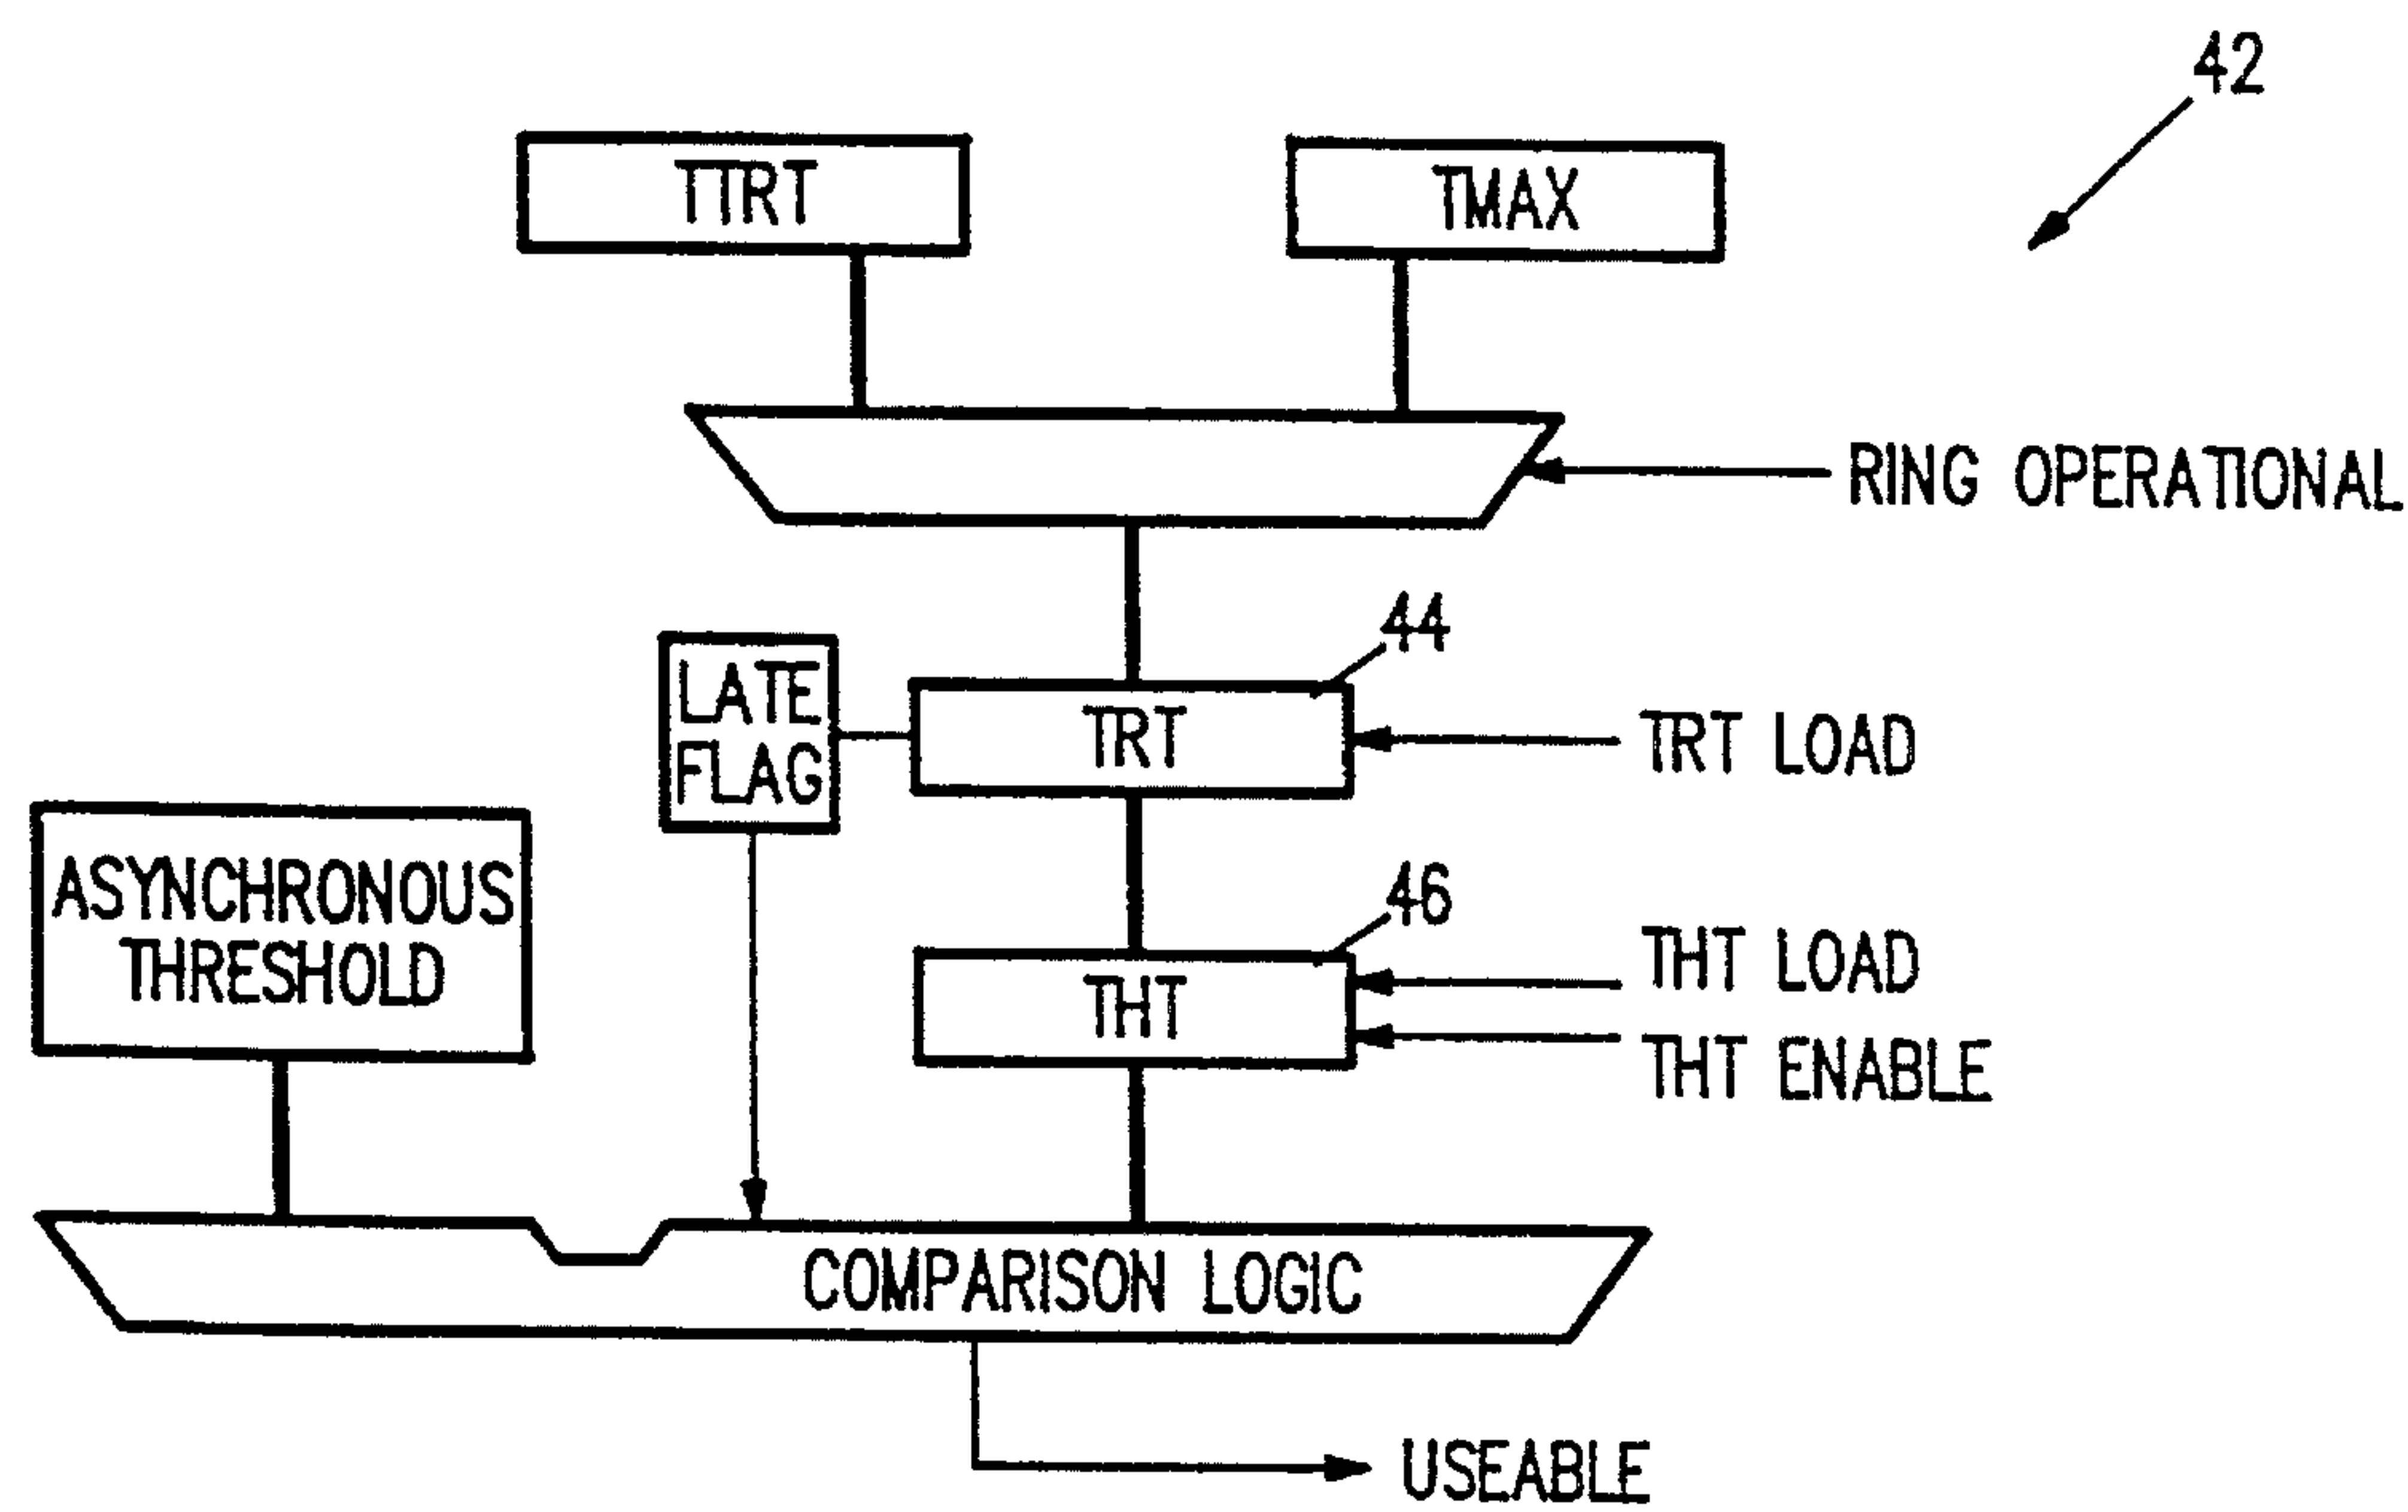 42
TTRT
TMAX
RING OPERATIONAL
44
LATE
FLAG
TRT
TRT LOAD
ASYNCHRONOUS
THRESHOLD
46
THT
THT LOAD
THT ENABLE
COMPARISON LOGIC
USEABLE